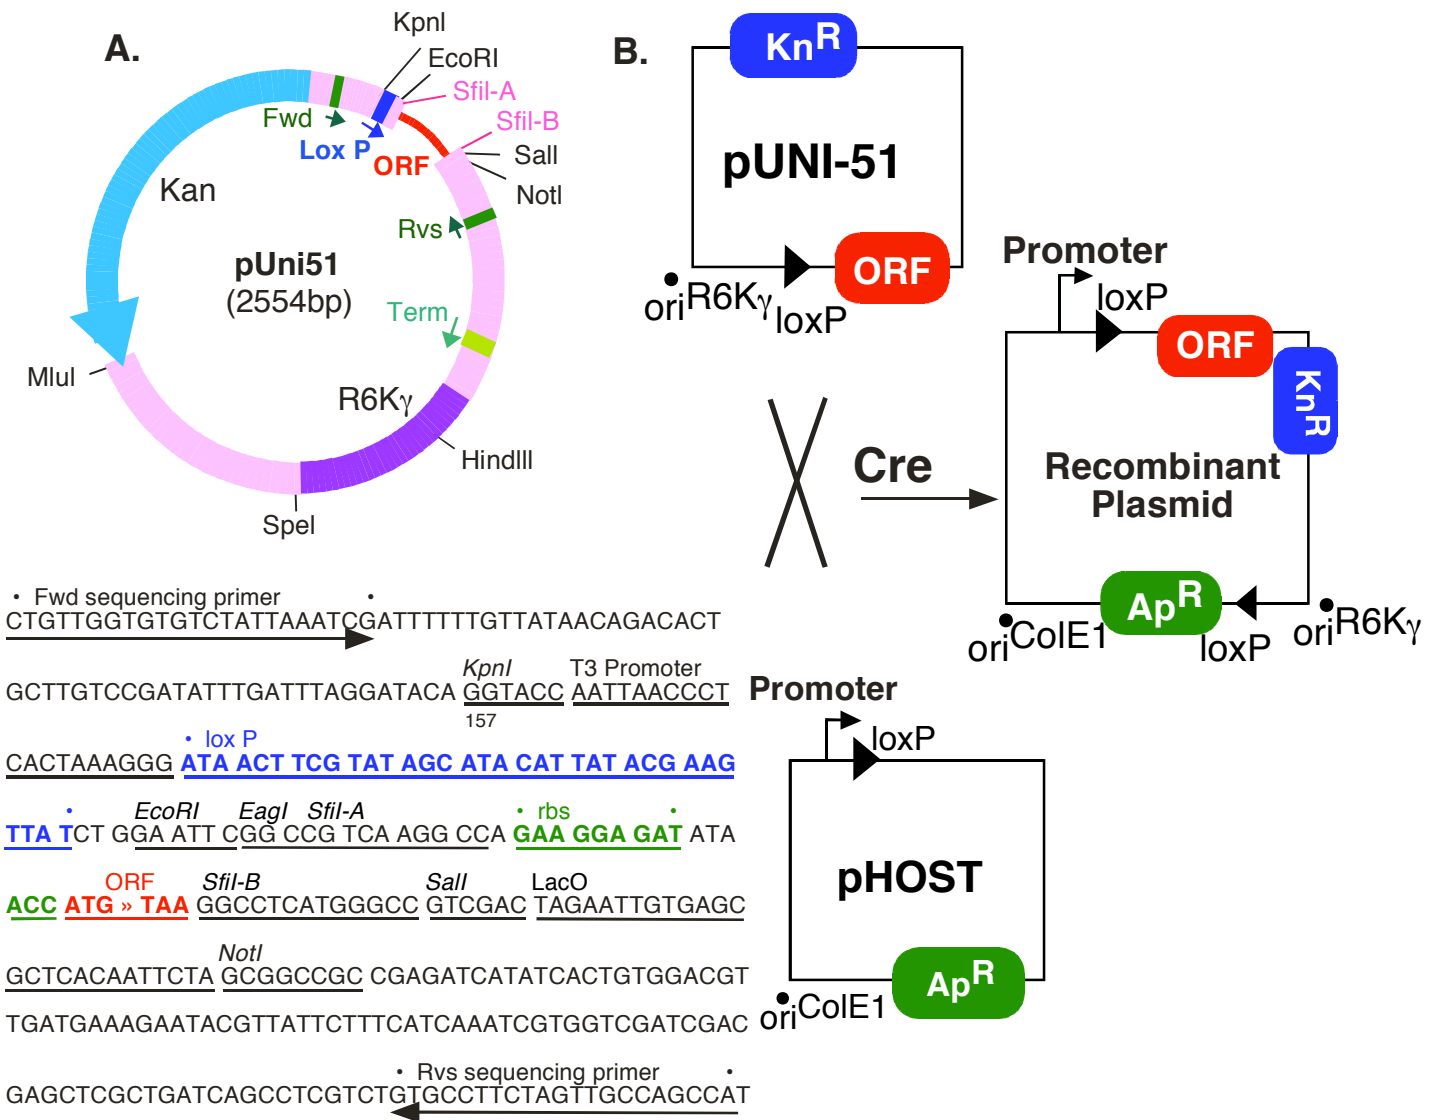 A.
KpnI
EcoRI
SfiI-A
SfiI-B
SalI
NotI
Fwd
Lox P
ORF
Kan
Rvs
pUni51
(2554bp)
Term
MluI
R6Kγ
HindIII
SpeI
B.
KnR
pUNI-51
ORF
oriR6Kγ
loxP
Promoter
loxP
ORF
KnR
Cre
Recombinant
Plasmid
ApR
oriColE1
loxP
oriR6Kγ
Promoter
loxP
pHOST
ApR
oriColE1
• Fwd sequencing primer •
CTGTTGGTGTGTCTATTAAATCGATTTTTTGTTATAACAGACACT
KpnI T3 Promoter
GCTTGTCCGATATTTGATTTAGGATACA GGTACC AATTAACCCT
157
• lox P
CACTAAAGGG ATA ACT TCG TAT AGC ATA CAT TAT ACG AAG
• EcoRI EagI SfiI-A • rbs •
TTA TCT GGA ATT CGG CCG TCA AGG CCA GAA GGA GAT ATA
ORF SfiI-B SalI LacO
ACC ATG » TAA GGCCTCATGGGCC GTCGAC TAGAATTGTGAGC
NotI
GCTCACAATTCTA GCGGCCGC CGAGATCATATCACTGTGGACGT
TGATGAAAGAATACGTTATTCTTTCATCAAATCGTGGTCGATCGAC
• Rvs sequencing primer •
GAGCTCGCTGATCAGCCTCGTCTGTGCCTTCTAGTTGCCAGCCAT